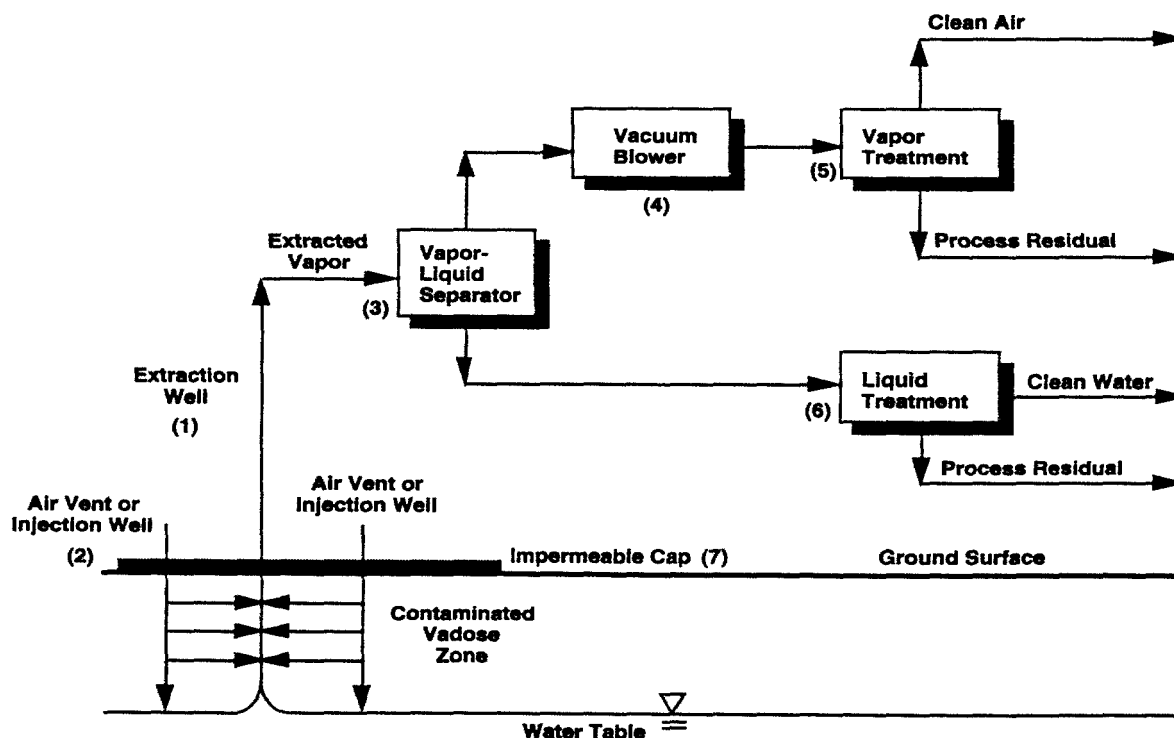 Clean Air
Vacuum
Blower
(4)
Vapor
Treatment
(5)
Process Residual
Extracted
Vapor
Vapor-
Liquid
Separator
(3)
Extraction
Well
(1)
Liquid
Treatment
(6)
Clean Water
Process Residual
Air Vent or
Injection Well
(2)
Air Vent or
Injection Well
Impermeable Cap (7)
Ground Surface
Contaminated
Vadose
Zone
Water Table